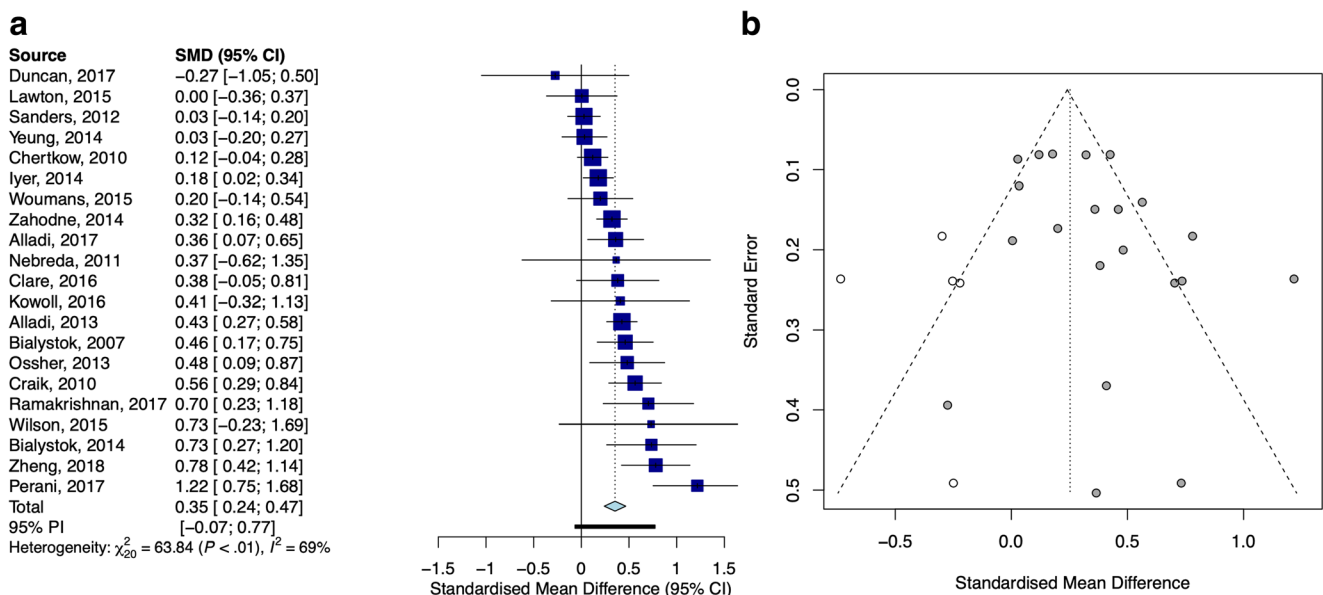 a
Source SMD (95% CI)
Duncan, 2017 −0.27 [−1.05; 0.50]
Lawton, 2015 0.00 [−0.36; 0.37]
Sanders, 2012 0.03 [−0.14; 0.20]
Yeung, 2014 0.03 [−0.20; 0.27]
Chertkow, 2010 0.12 [−0.04; 0.28]
Iyer, 2014 0.18 [ 0.02; 0.34]
Woumans, 2015 0.20 [−0.14; 0.54]
Zahodne, 2014 0.32 [ 0.16; 0.48]
Alladi, 2017 0.36 [ 0.07; 0.65]
Nebreda, 2011 0.37 [−0.62; 1.35]
Clare, 2016 0.38 [−0.05; 0.81]
Kowoll, 2016 0.41 [−0.32; 1.13]
Alladi, 2013 0.43 [ 0.27; 0.58]
Bialystok, 2007 0.46 [ 0.17; 0.75]
Ossher, 2013 0.48 [ 0.09; 0.87]
Craik, 2010 0.56 [ 0.29; 0.84]
Ramakrishnan, 2017 0.70 [ 0.23; 1.18]
Wilson, 2015 0.73 [−0.23; 1.69]
Bialystok, 2014 0.73 [ 0.27; 1.20]
Zheng, 2018 0.78 [ 0.42; 1.14]
Perani, 2017 1.22 [ 0.75; 1.68]
Total 0.35 [ 0.24; 0.47]
95% PI [−0.07; 0.77]
Heterogeneity: χ²₂₀ = 63.84 (P < .01), I² = 69%
−1.5 −1 −0.5 0 0.5 1 1.5
Standardised Mean Difference (95% CI)
b
Standard Error
0.0
0.1
0.2
0.3
0.4
0.5
−0.5 0.0 0.5 1.0
Standardised Mean Difference